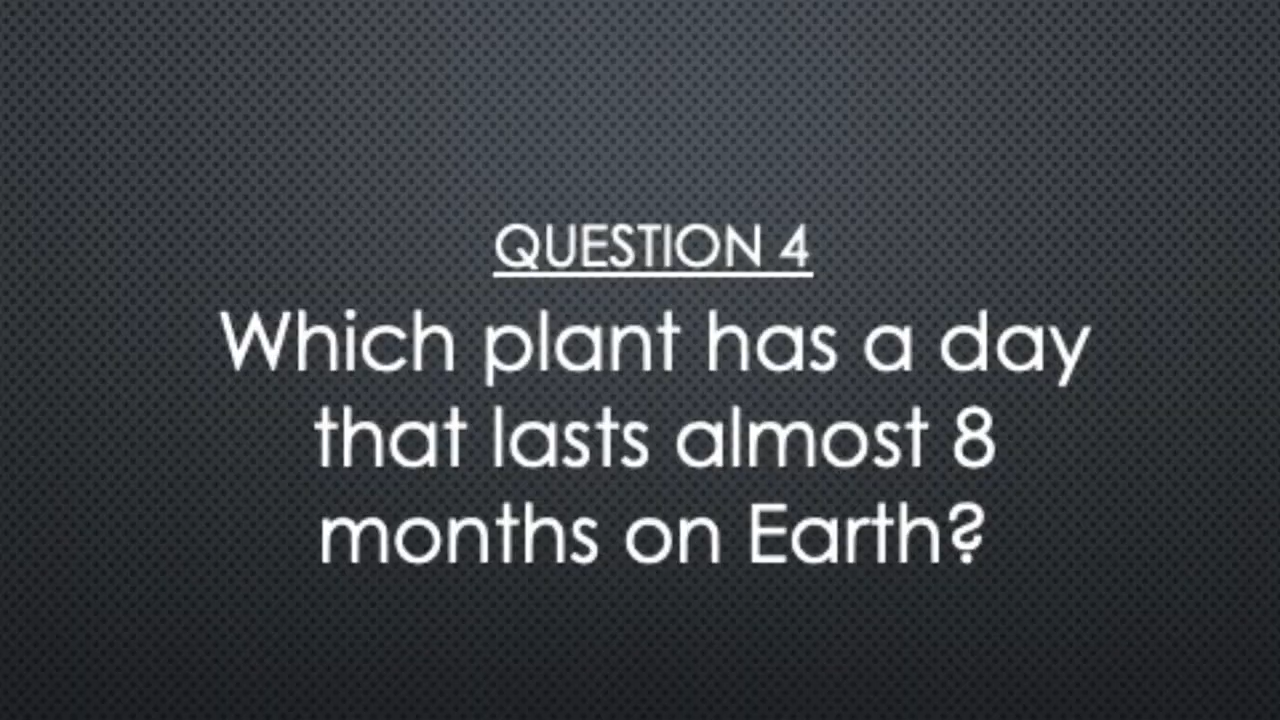 QUESTION 4
Which plant has a day
that lasts almost 8
months on Earth?